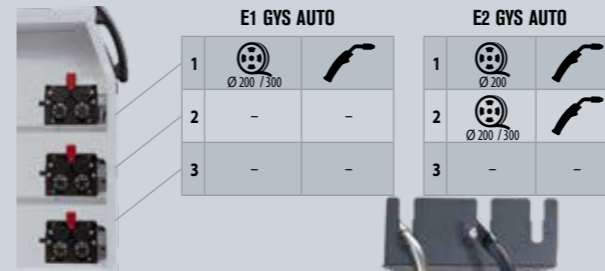 E1 GYS AUTO
1 Ø 200 / 300
2 – –
3 – –
E2 GYS AUTO
1 Ø 200
2 Ø 200 / 300
3 – –